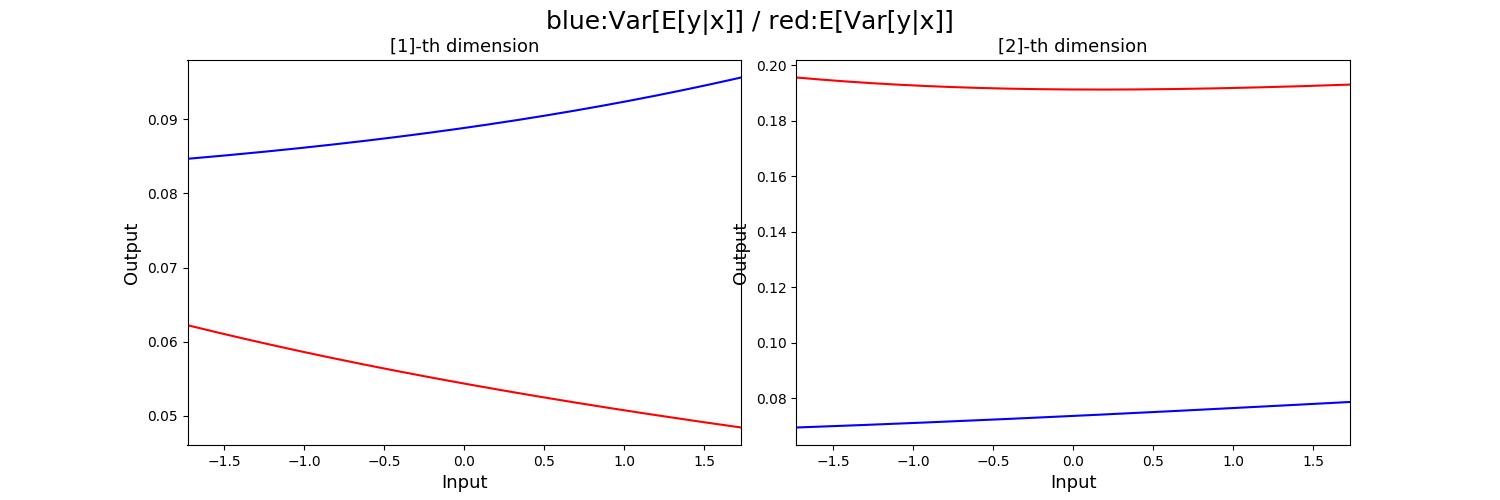 blue:Var[E[y|x]] / red:E[Var[y|x]]
[1]-th dimension
0.09
0.08
0.07
0.06
0.05
Output
−1.5 −1.0 −0.5 0.0 0.5 1.0 1.5
Input
[2]-th dimension
0.20
0.18
0.16
0.14
0.12
0.10
0.08
Output
−1.5 −1.0 −0.5 0.0 0.5 1.0 1.5
Input